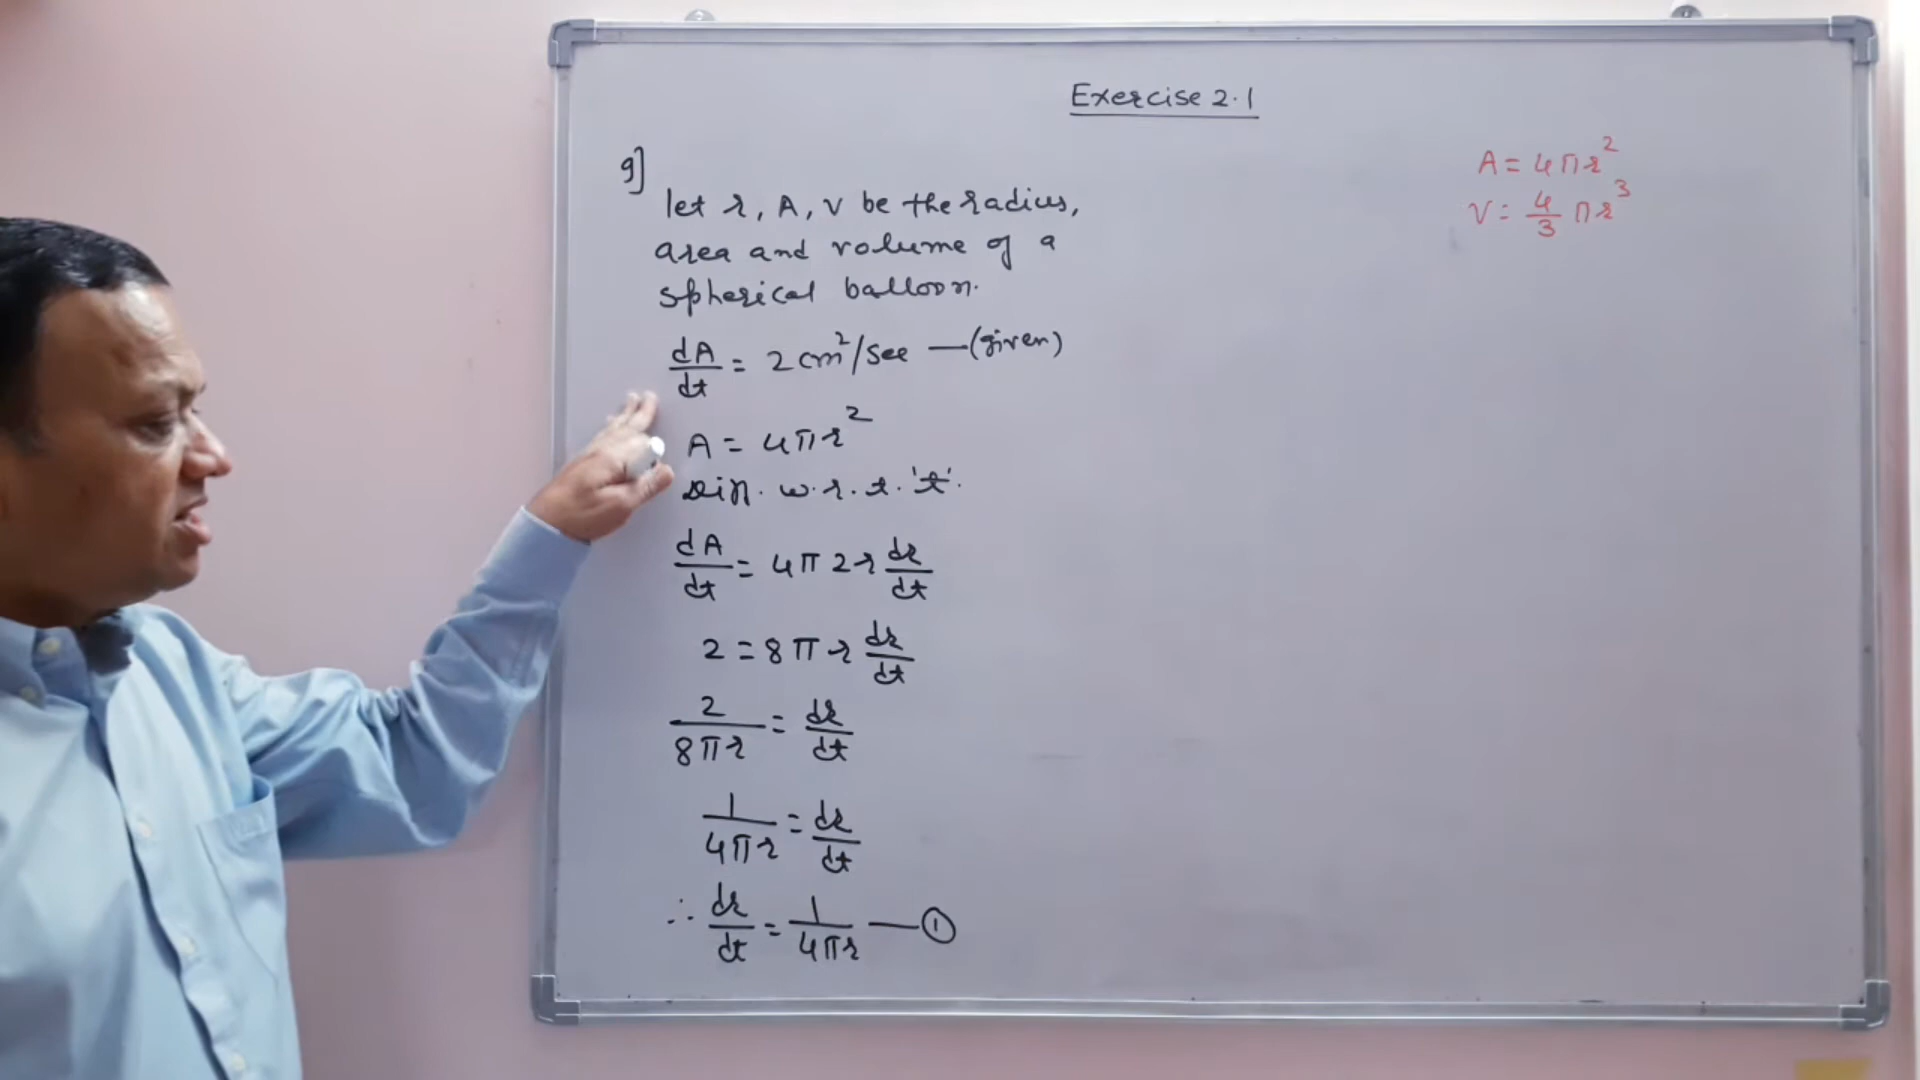 Exercise 2.1
9]
let r, A, V be the radius,
area and volume of a
spherical balloon.
dA/dt = 2 cm²/sec —(given)
A = 4πr²
Diff. w.r.t. 't'.
dA/dt = 4π2r dr/dt
2 = 8πr dr/dt
2/8πr = dr/dt
1/4πr = dr/dt
∴ dr/dt = 1/4πr — ①
A = 4πr²
V = 4/3 πr³